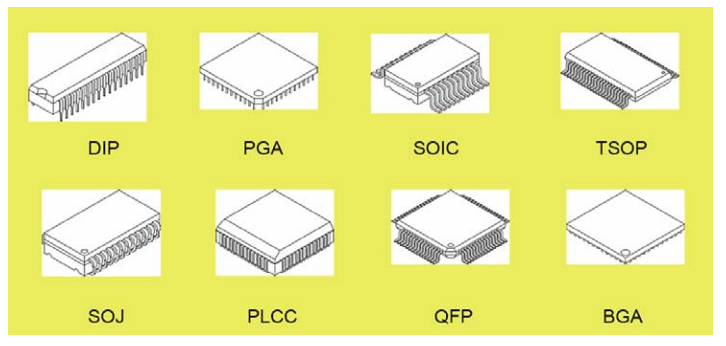 DIP PGA SOIC TSOP
SOJ PLCC QFP BGA